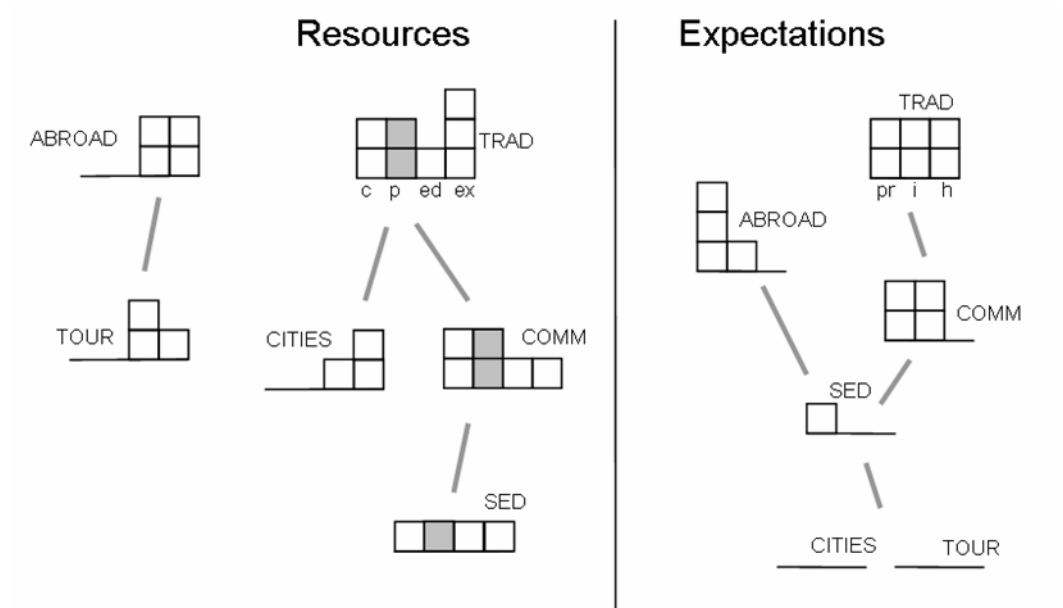 Resources
Expectations
ABROAD
TRAD
c p ed ex
TOUR
CITIES
COMM
SED
TRAD
pr i h
ABROAD
COMM
SED
CITIES
TOUR